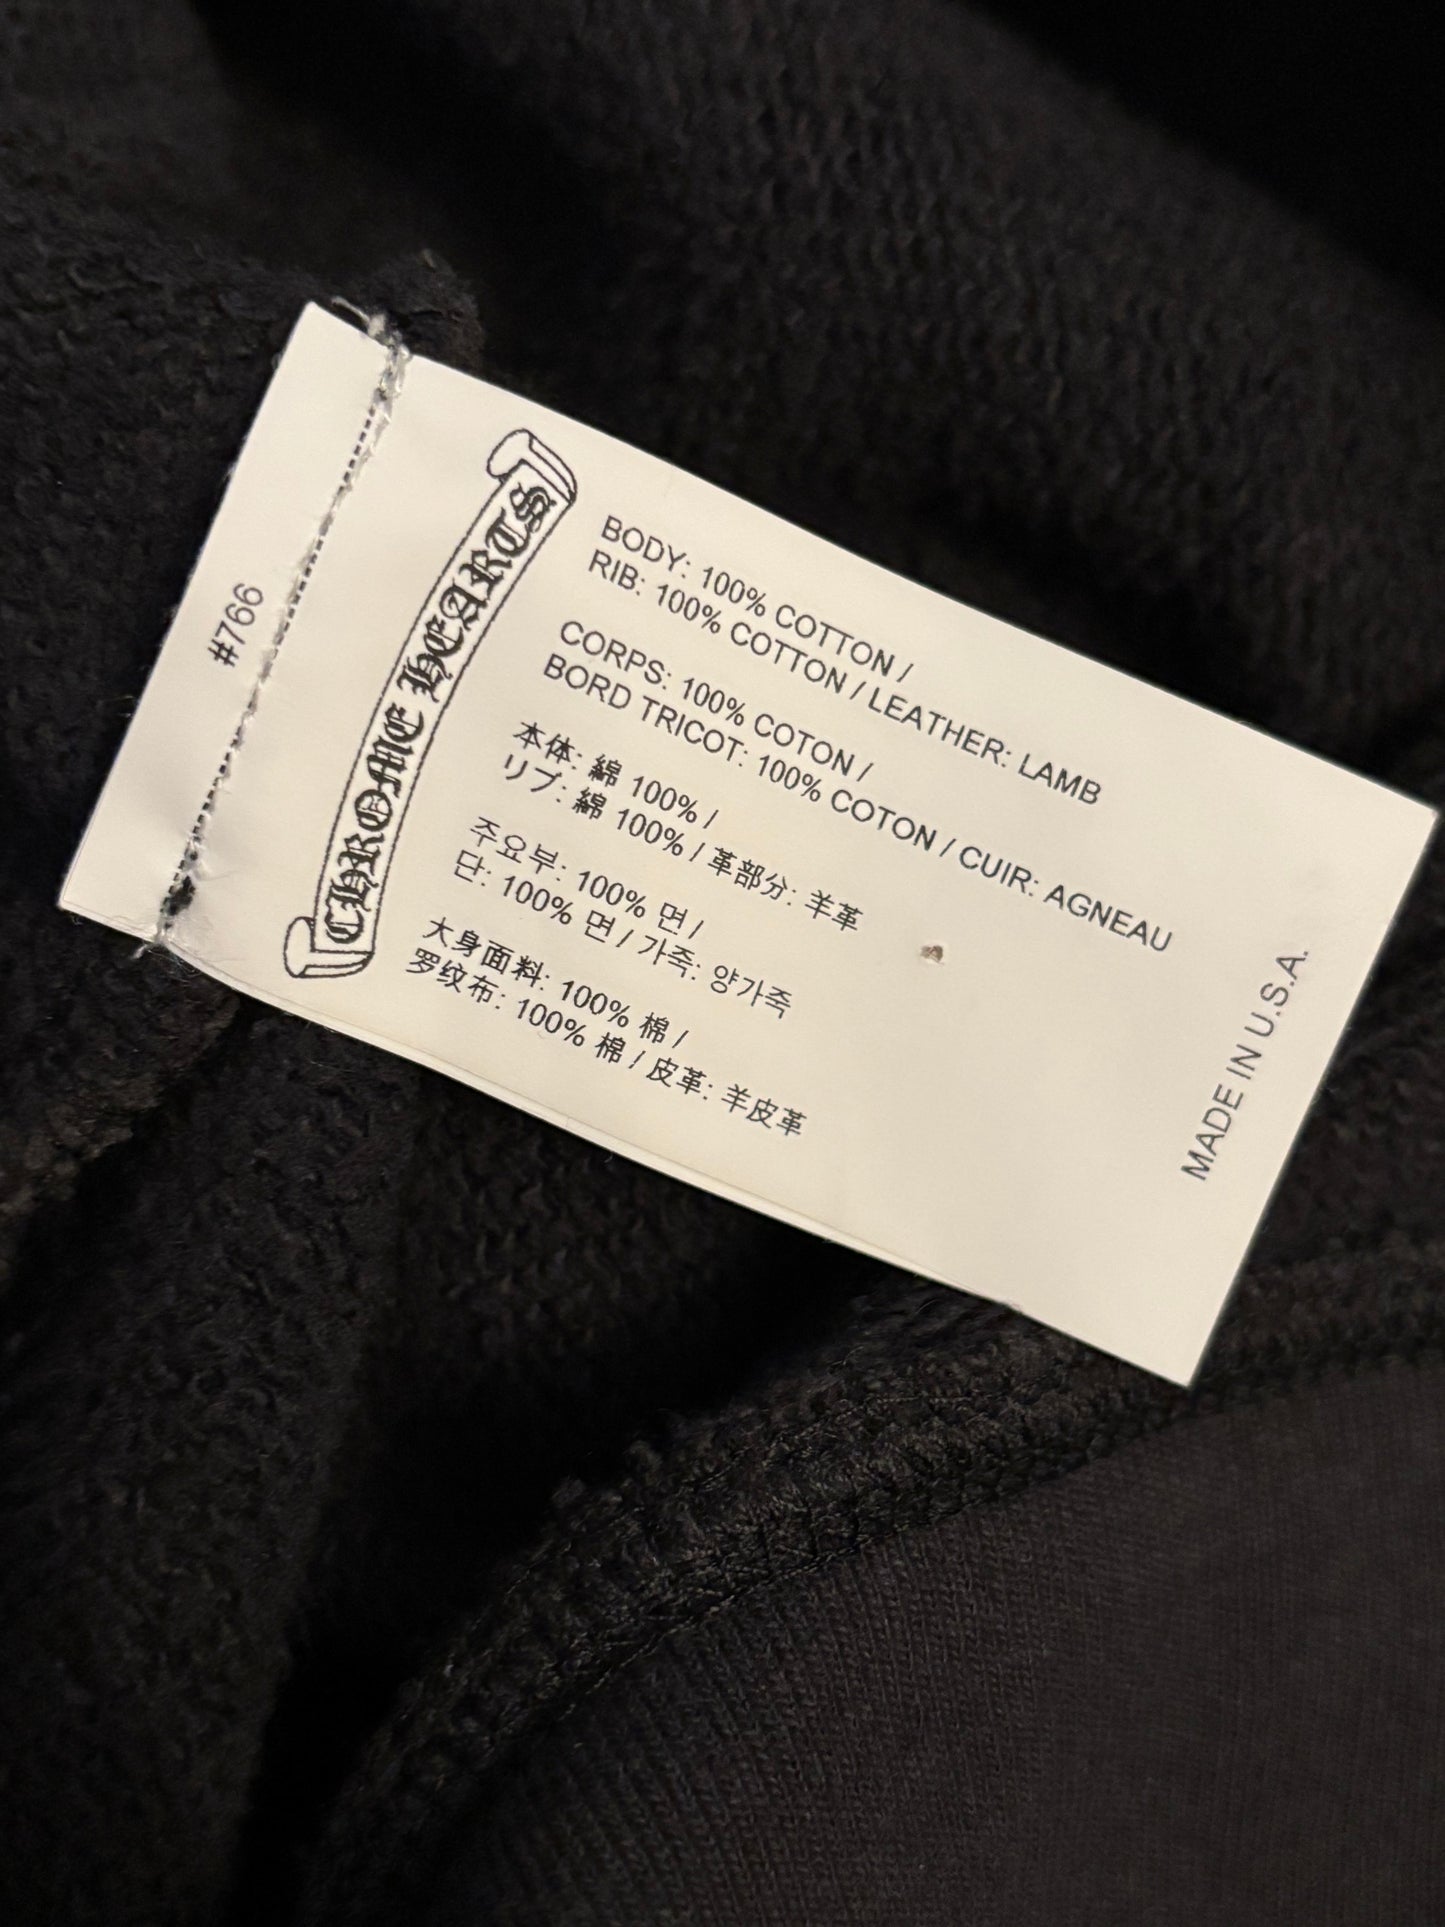 #766
CHROME HEARTS
BODY: 100% COTTON /
RIB: 100% COTTON / LEATHER: LAMB
CORPS: 100% COTON /
BORD TRICOT: 100% COTON / CUIR: AGNEAU
本体: 綿 100% /
リブ: 綿 100% / 革部分: 羊革
주요부: 100% 면 /
단: 100% 면 / 가죽: 양가죽
大身面料: 100% 棉 /
罗纹布: 100% 棉 / 皮革: 羊皮革
MADE IN U.S.A.